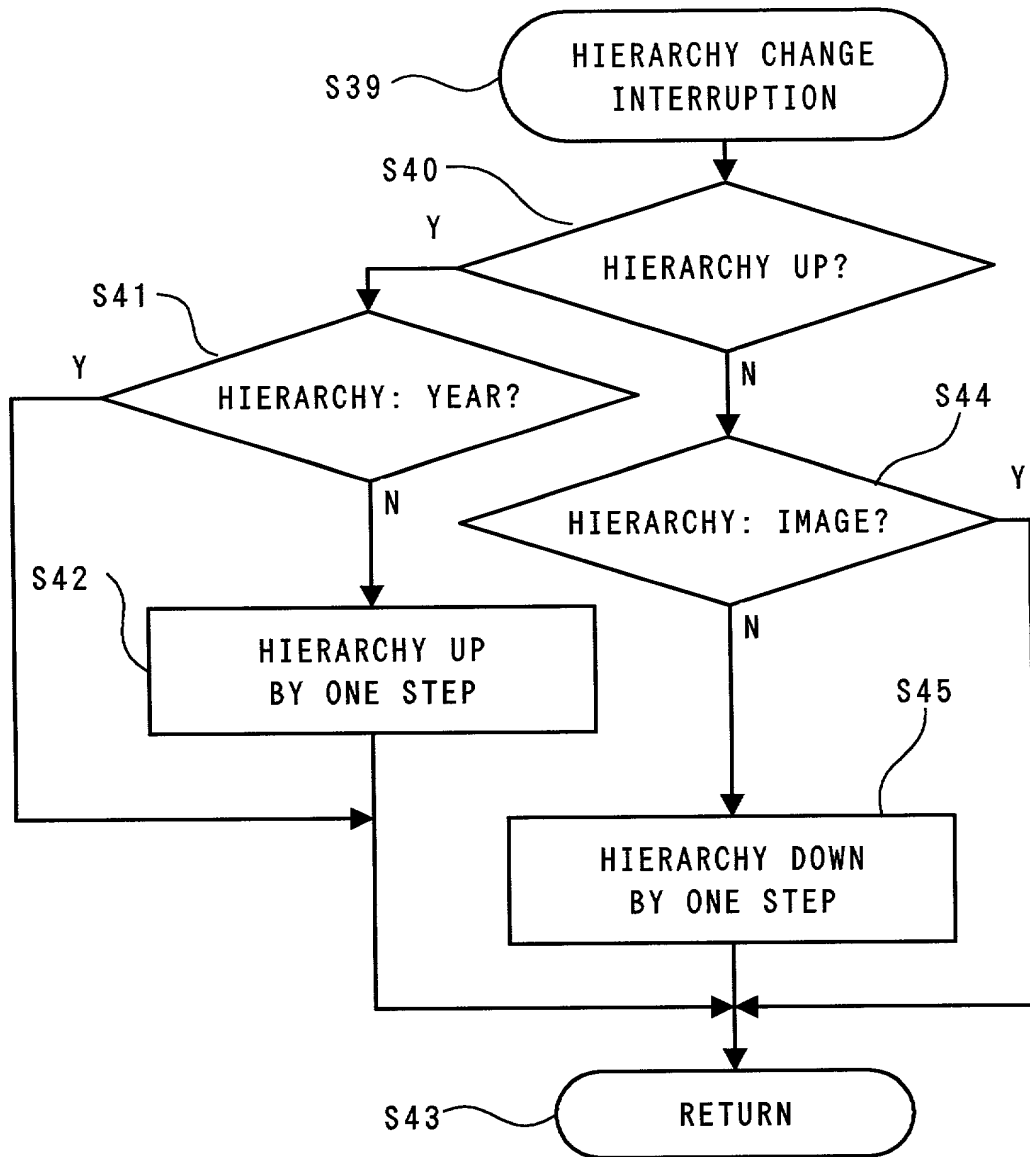 HIERARCHY CHANGE
INTERRUPTION
S39
S40
Y
HIERARCHY UP?
S41
Y
HIERARCHY: YEAR?
N
S44
N
HIERARCHY: IMAGE?
Y
S42
HIERARCHY UP
BY ONE STEP
N
S45
HIERARCHY DOWN
BY ONE STEP
S43
RETURN